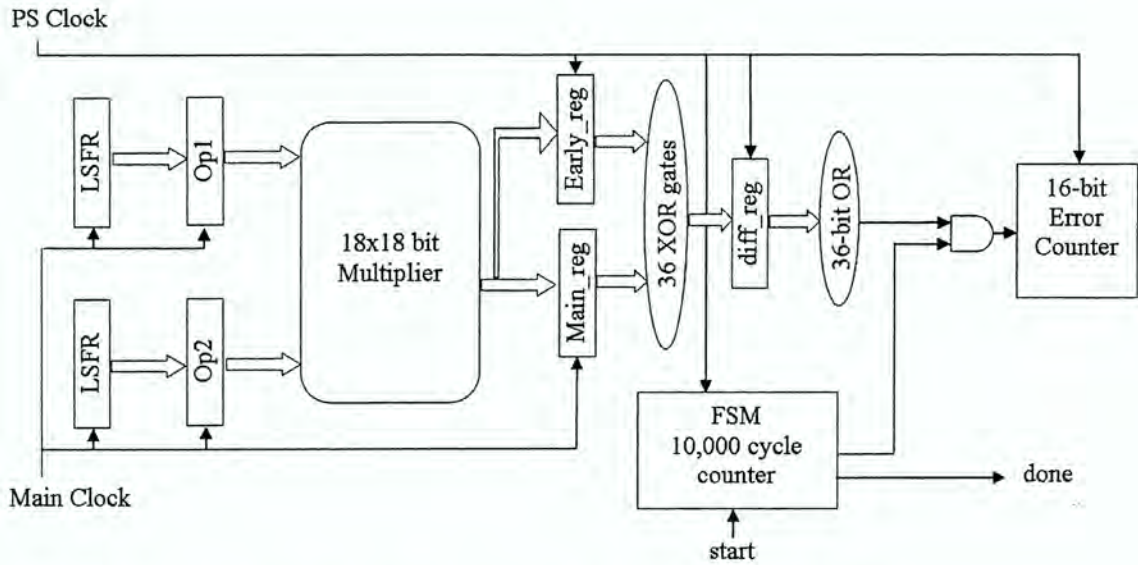 PS Clock
LSFR
Op1
LSFR
Op2
18x18 bit
Multiplier
Early_reg
Main_reg
36 XOR gates
diff_reg
36-bit OR
16-bit
Error
Counter
FSM
10,000 cycle
counter
done
start
Main Clock